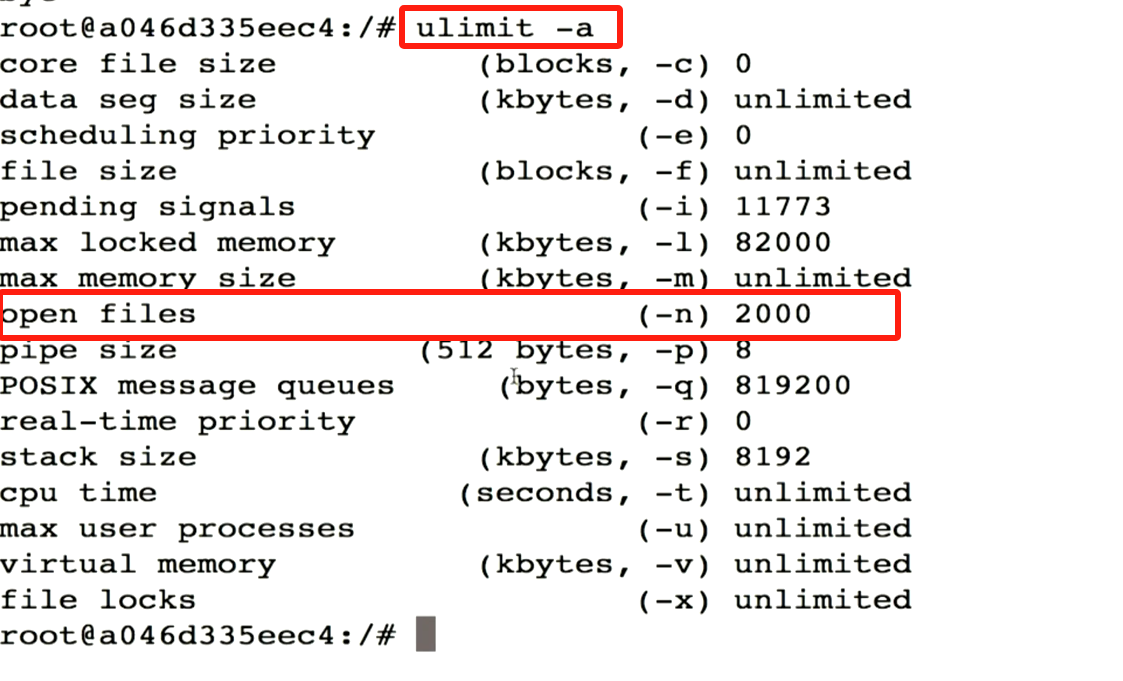 root@a046d335eec4:/# ulimit -a
core file size          (blocks, -c) 0
data seg size           (kbytes, -d) unlimited
scheduling priority             (-e) 0
file size               (blocks, -f) unlimited
pending signals                 (-i) 11773
max locked memory       (kbytes, -l) 82000
max memory size         (kbytes, -m) unlimited
open files                      (-n) 2000
pipe size            (512 bytes, -p) 8
POSIX message queues     (bytes, -q) 819200
real-time priority              (-r) 0
stack size              (kbytes, -s) 8192
cpu time               (seconds, -t) unlimited
max user processes              (-u) unlimited
virtual memory          (kbytes, -v) unlimited
file locks                      (-x) unlimited
root@a046d335eec4:/#